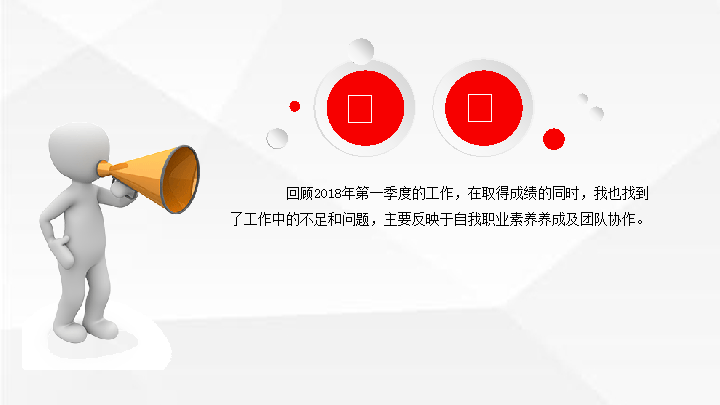 回顾2018年第一季度的工作，在取得成绩的同时，我也找到
了工作中的不足和问题，主要反映于自我职业素养养成及团队协作。